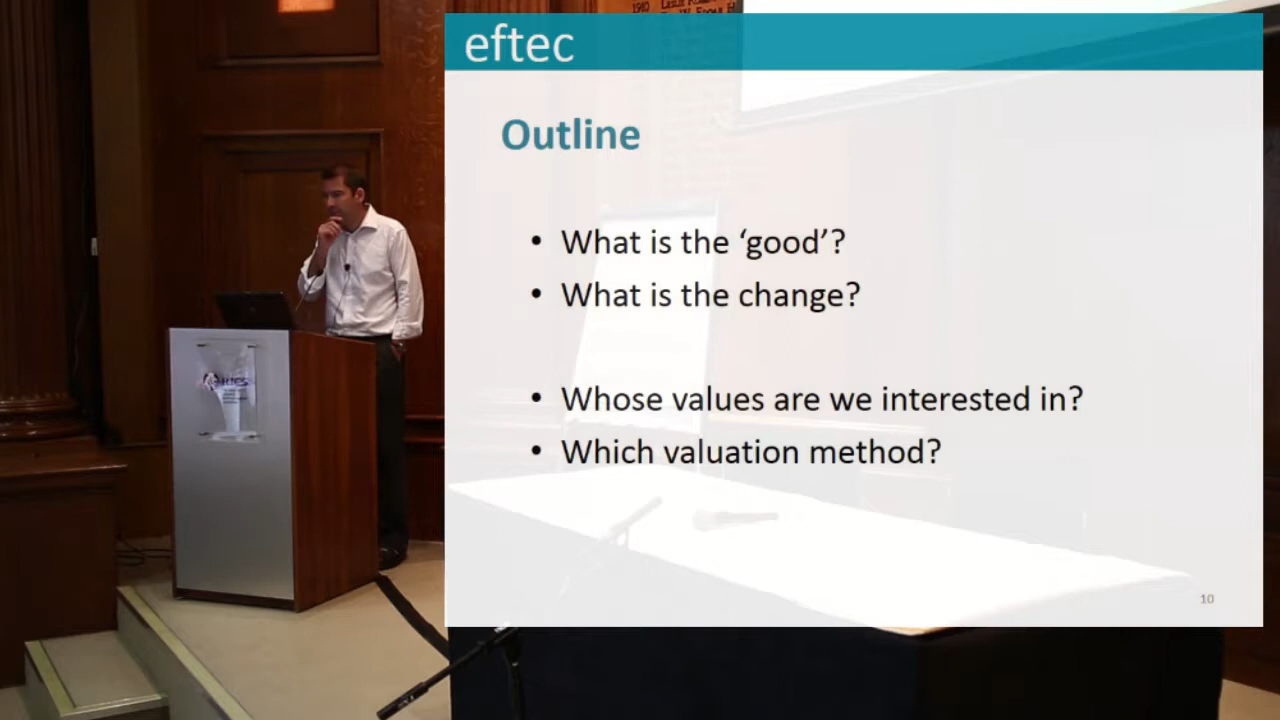 1980
eftec
Outline
• What is the ‘good’?
• What is the change?
• Whose values are we interested in?
• Which valuation method?
10